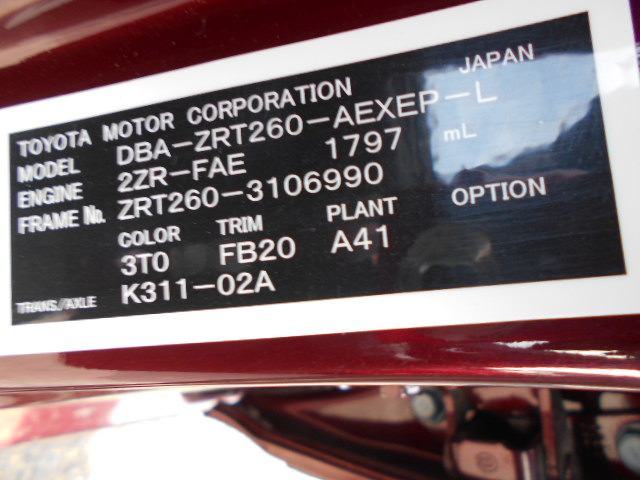 TOYOTA MOTOR CORPORATION JAPAN
MODEL DBA-ZRT260-AEXEP-L
ENGINE 2ZR-FAE 1797 mL
FRAME No. ZRT260-3106990
COLOR TRIM PLANT OPTION
3T0 FB20 A41
TRANS./AXLE K311-02A